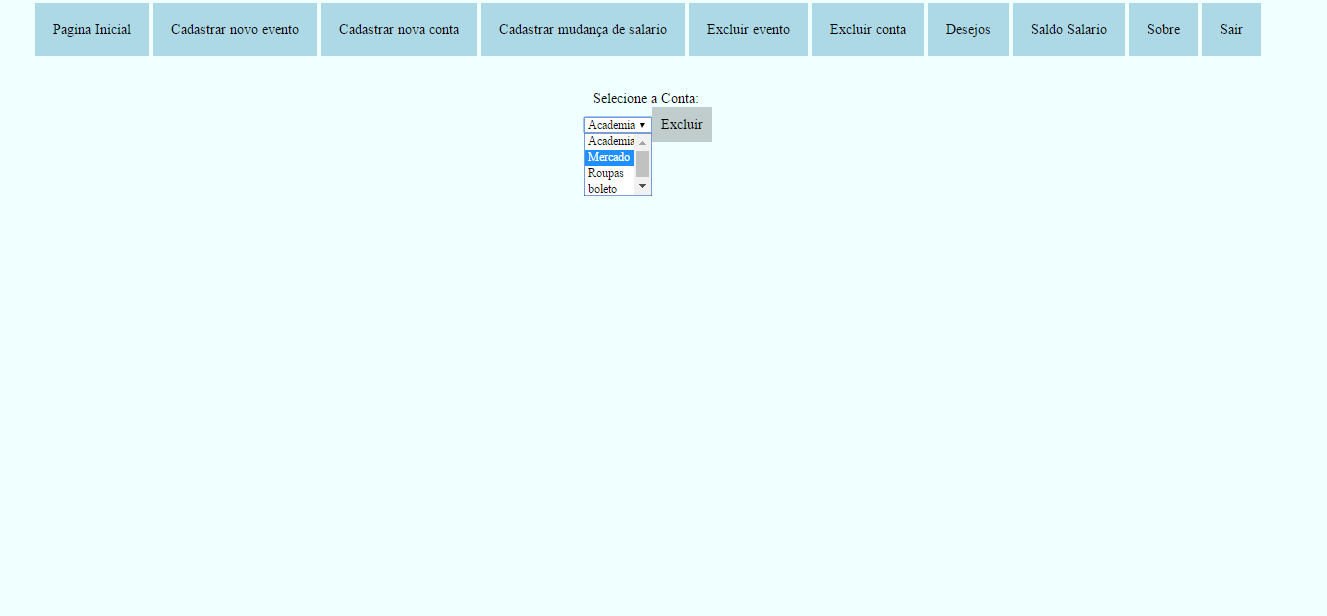 Pagina Inicial Cadastrar novo evento Cadastrar nova conta Cadastrar mudança de salario Excluir evento Excluir conta Desejos Saldo Salario Sobre Sair
Selecione a Conta:
Academia Excluir
Academia
Mercado
Roupas
boleto